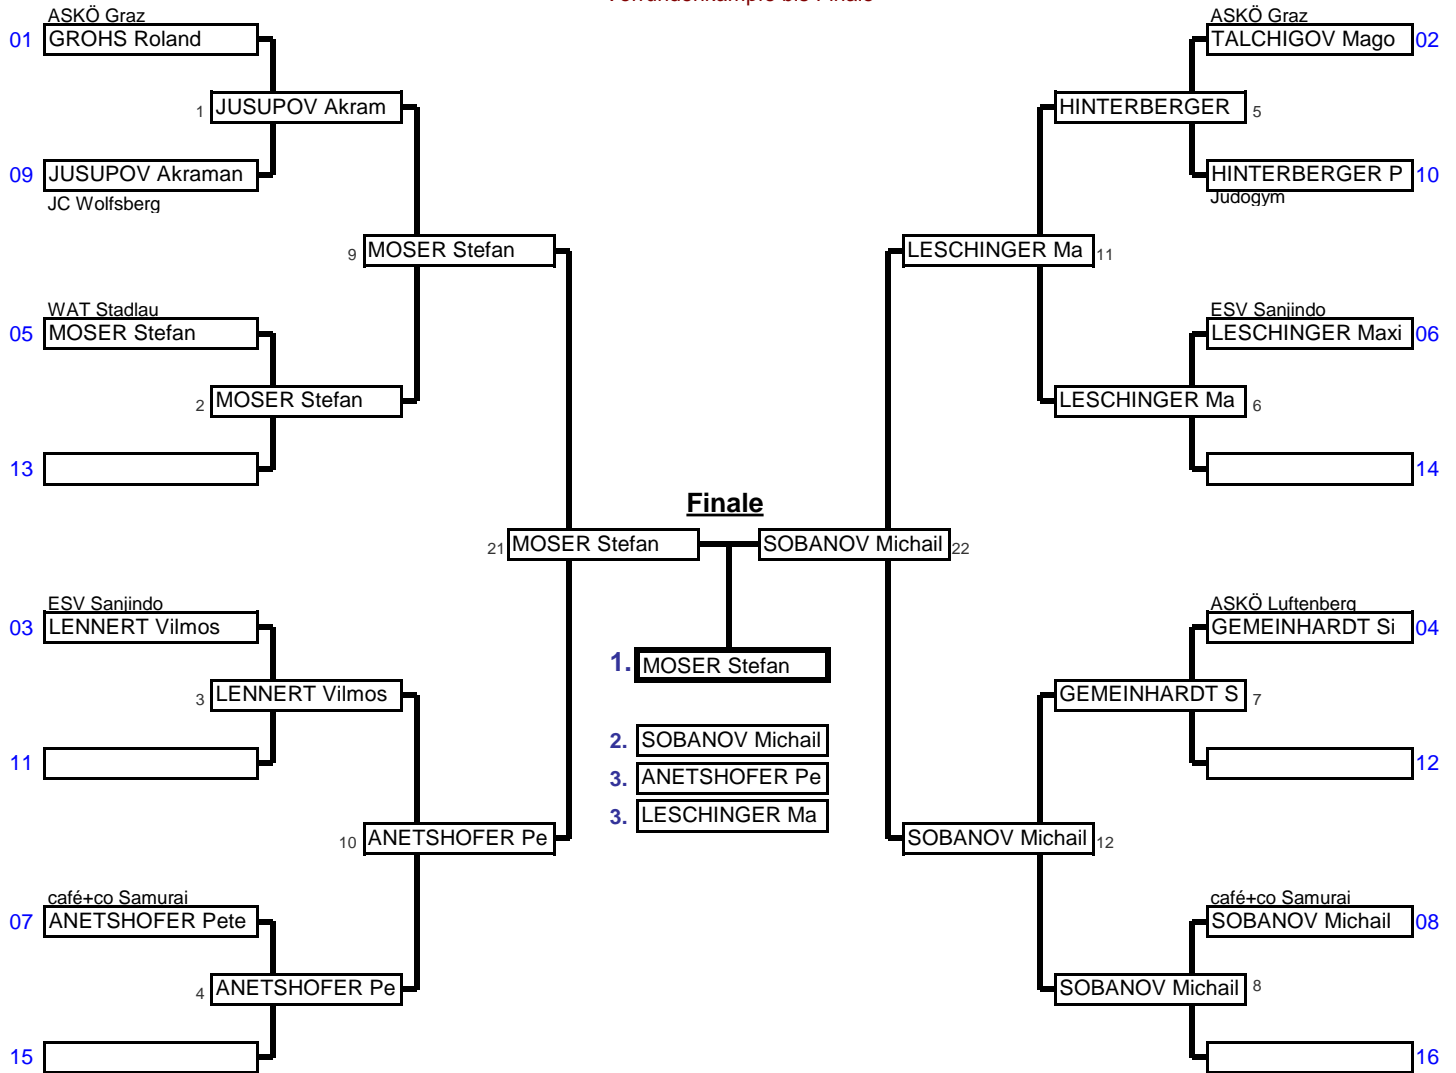 Vorrundenkämpfe bis Finale
ASKÖ Graz
01 GROHS Roland
ASKÖ Graz
TALCHIGOV Mago 02
1 JUSUPOV Akram
HINTERBERGER 5
09 JUSUPOV Akraman
JC Wolfsberg
HINTERBERGER P 10
Judogym
9 MOSER Stefan
LESCHINGER Ma 11
WAT Stadlau
05 MOSER Stefan
ESV Sanjindo
LESCHINGER Maxi 06
2 MOSER Stefan
LESCHINGER Ma 6
13
14
Finale
21 MOSER Stefan
SOBANOV Michail 22
ESV Sanjindo
03 LENNERT Vilmos
ASKÖ Luftenberg
GEMEINHARDT Si 04
1. MOSER Stefan
3 LENNERT Vilmos
GEMEINHARDT S 7
2. SOBANOV Michail
11
12
3. ANETSHOFER Pe
3. LESCHINGER Ma
10 ANETSHOFER Pe
SOBANOV Michail 12
café+co Samurai
07 ANETSHOFER Pete
café+co Samurai
SOBANOV Michail 08
4 ANETSHOFER Pe
SOBANOV Michail 8
15
16